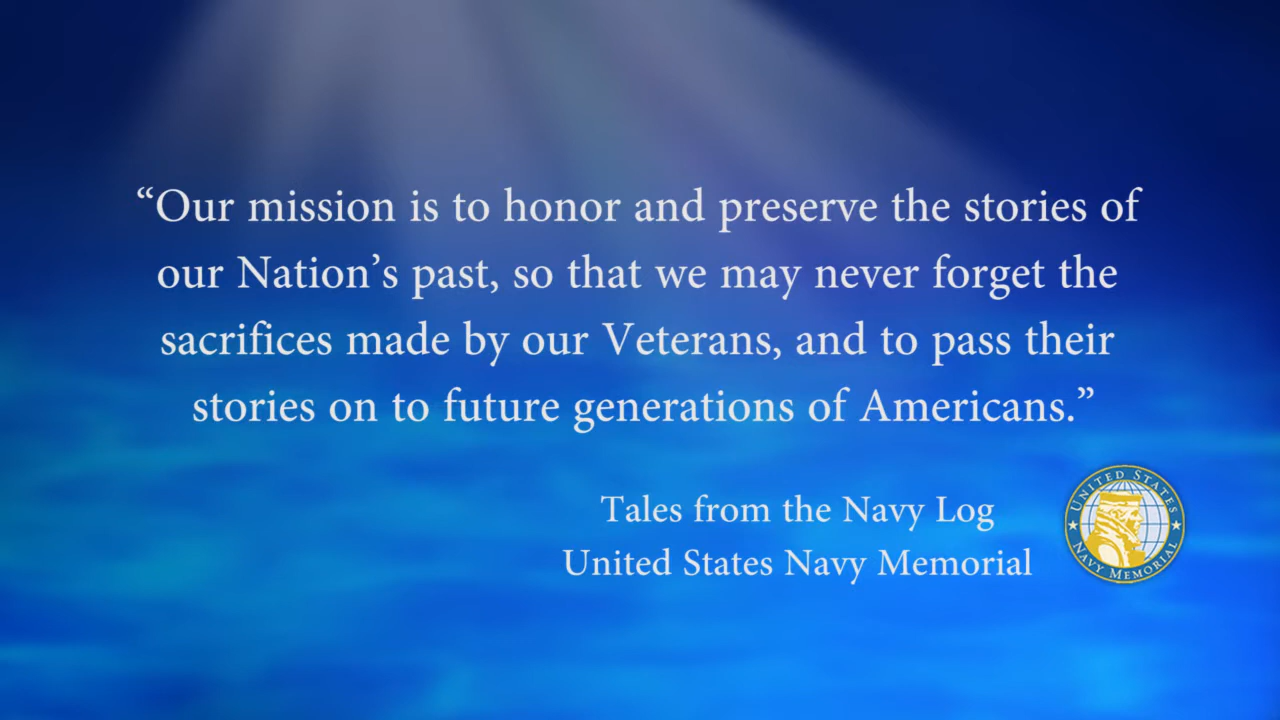 “Our mission is to honor and preserve the stories of
our Nation’s past, so that we may never forget the
sacrifices made by our Veterans, and to pass their
stories on to future generations of Americans.”
Tales from the Navy Log
United States Navy Memorial
UNITED STATES
NAVY MEMORIAL